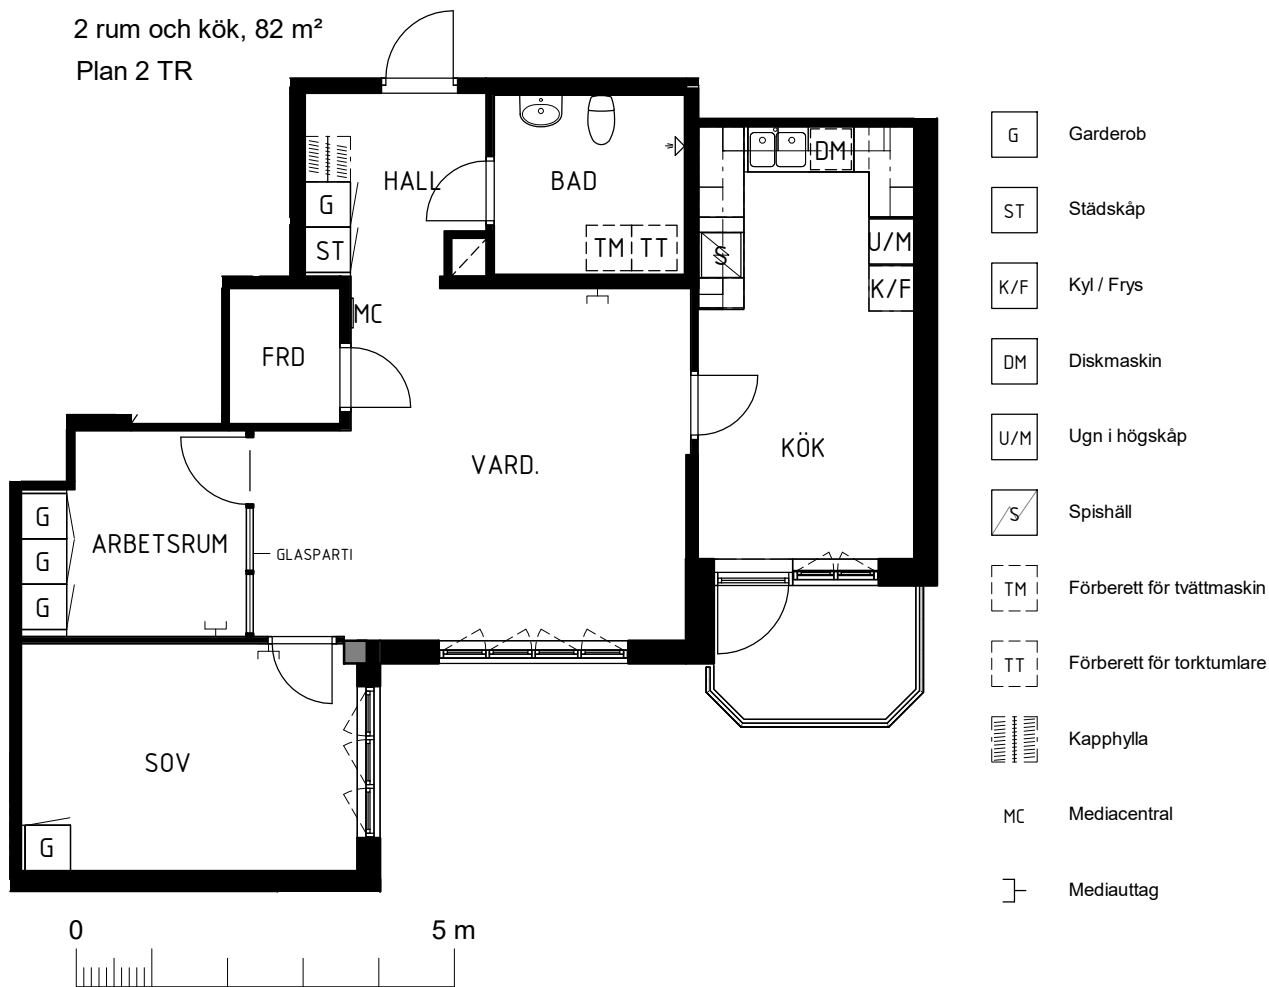 2 rum och kök, 82 m²
Plan 2 TR
HALL
BAD
DM
G
ST
TM TT
S
U/M
K/F
MC
FRD
VARD.
KÖK
G
G
G
ARBETSRUM
GLASPARTI
SOV
G
0 5 m
G Garderob
ST Städskåp
K/F Kyl / Frys
DM Diskmaskin
U/M Ugn i högskåp
S Spishäll
TM Förberett för tvättmaskin
TT Förberett för torktumlare
Kapphylla
MC Mediacentral
Mediauttag